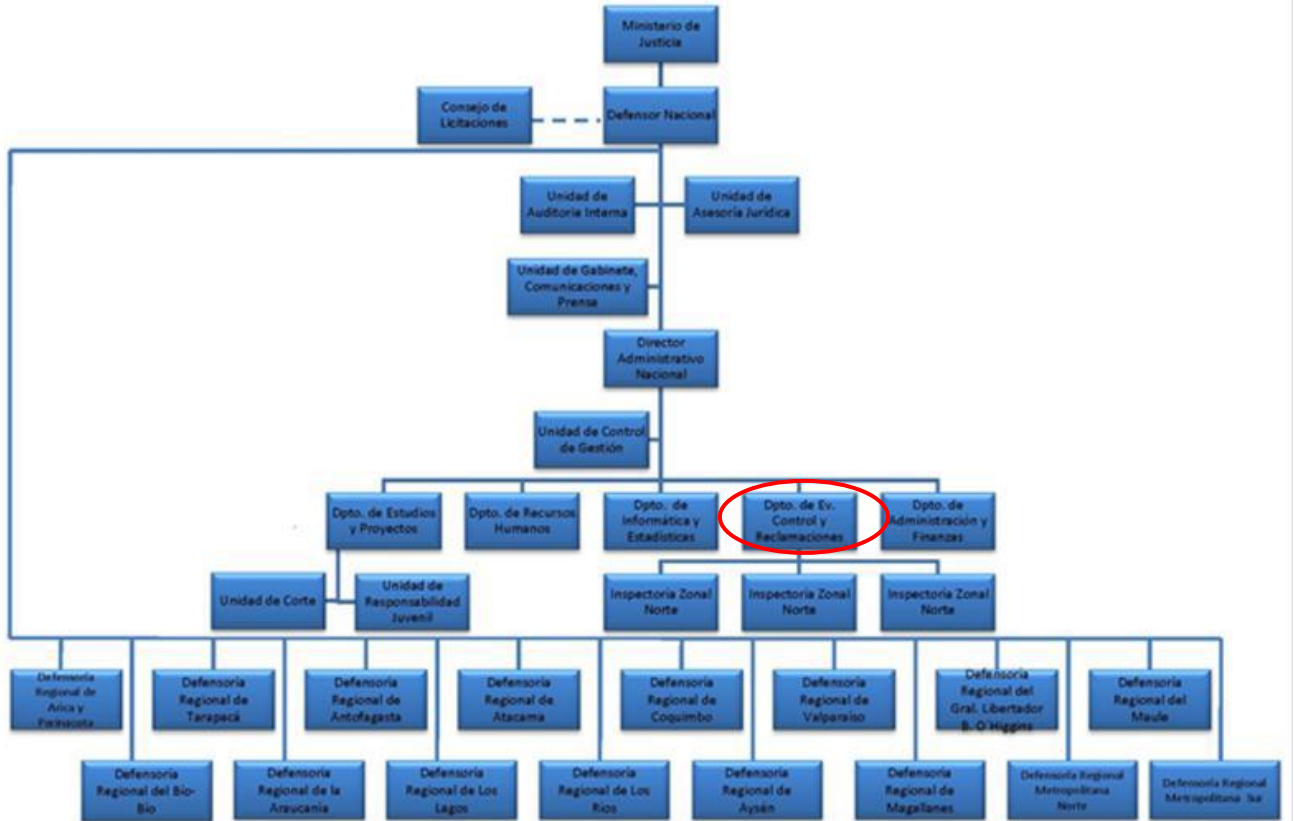 Ministerio de
Justicia
Consejo de
Licitaciones
Defensor Nacional
Unidad de
Auditoria Interna
Unidad de
Asesoría Jurídica
Unidad de Gabinete,
Comunicaciones y
Prensa
Director
Administrativo
Nacional
Unidad de Control
de Gestión
Dpto. de Estudios
y Proyectos
Dpto. de Recursos
Humanos
Dpto. de
Informática y
Estadísticas
Dpto. de Ev.
Control y
Reclamaciones
Dpto. de
Administración y
Finanzas
Unidad de Corte
Unidad de
Responsabilidad
Juvenil
Inspectoría Zonal
Norte
Inspectoría Zonal
Norte
Inspectoría Zonal
Norte
Defensoría
Regional de
Arica y
Parinacota
Defensoría
Regional de
Tarapacá
Defensoría
Regional de
Antofagasta
Defensoría
Regional de
Atacama
Defensoría
Regional de
Coquimbo
Defensoría
Regional de
Valparaíso
Defensoría
Regional del
Gral. Libertador
B. O´Higgins
Defensoría
Regional del
Maule
Defensoría
Regional del Bío-
Bío
Defensoría
Regional de la
Araucanía
Defensoría
Regional de Los
Lagos
Defensoría
Regional de Los
Ríos
Defensoría
Regional de
Aysén
Defensoría
Regional de
Magallanes
Defensoría Regional
Metropolitana
Norte
Defensoría Regional
Metropolitana Sur